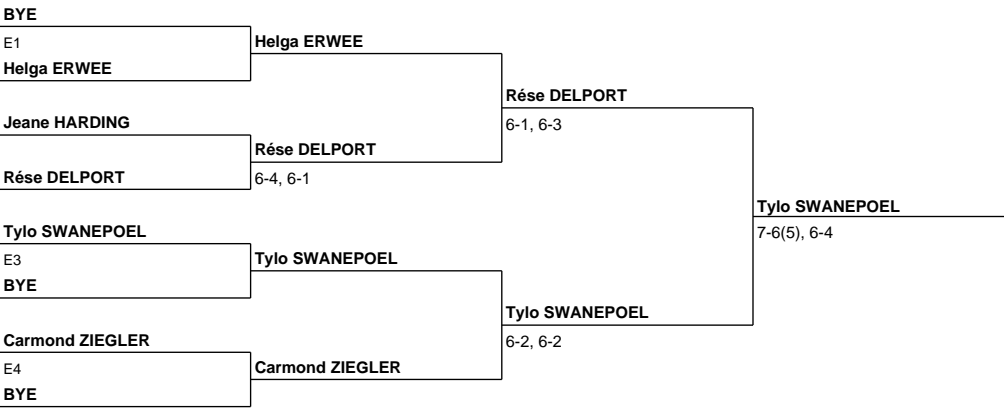 BYE
E1
Helga ERWEE
Helga ERWEE
Jeane HARDING
Rése DELPORT
Rése DELPORT
6-4, 6-1
Rése DELPORT
6-1, 6-3
Tylo SWANEPOEL
E3
BYE
Tylo SWANEPOEL
Carmond ZIEGLER
E4
BYE
Carmond ZIEGLER
Tylo SWANEPOEL
6-2, 6-2
Tylo SWANEPOEL
7-6(5), 6-4